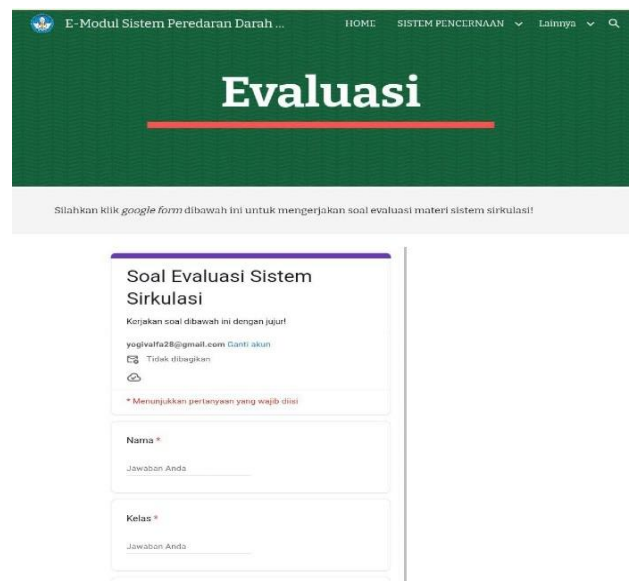 E-Modul Sistem Peredaran Darah ... HOME SISTEM PENCERNAAN Lainnya
Evaluasi
Silahkan klik google form dibawah ini untuk mengerjakan soal evaluasi materi sistem sirkulasi!
Soal Evaluasi Sistem
Sirkulasi
Kerjakan soal dibawah ini dengan jujur!
yogivalfa28@gmail.com Ganti akun
Tidak dibagikan
* Menunjukkan pertanyaan yang wajib diisi
Nama *
Jawaban Anda
Kelas *
Jawaban Anda